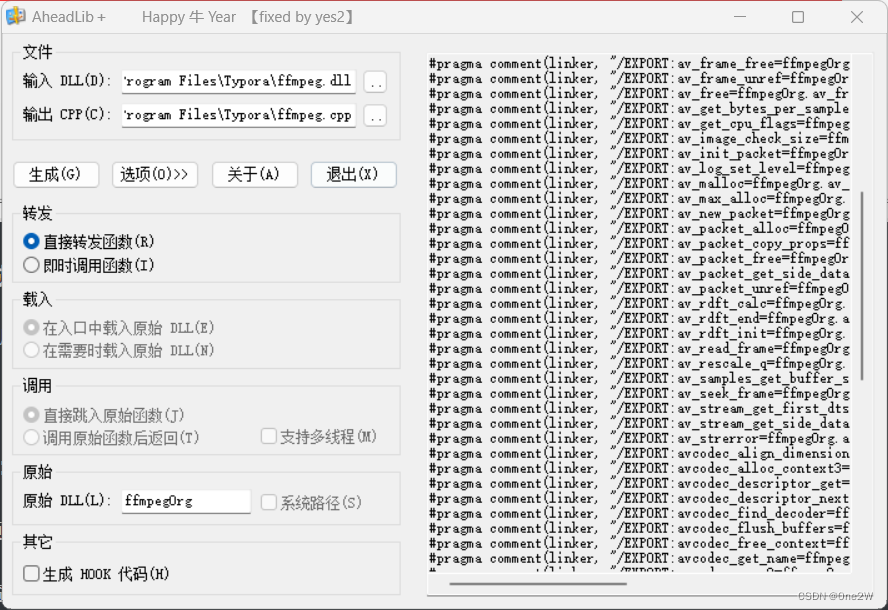 AheadLib + Happy 牛 Year 【fixed by yes2】
文件
输入 DLL(D): rogram Files\Typora\ffmpeg.dll ..
输出 CPP(C): rogram Files\Typora\ffmpeg.cpp ..
生成(G) 选项(O)>> 关于(A) 退出(X)
转发
直接转发函数(R)
即时调用函数(I)
载入
在入口中载入原始 DLL(E)
在需要时载入原始 DLL(N)
调用
直接跳入原始函数(J)
调用原始函数后返回(T) 支持多线程(M)
原始
原始 DLL(L): ffmpegOrg 系统路径(S)
其它
生成 HOOK 代码(H)
#pragma comment(linker, "/EXPORT:av_frame_free=ffmpegOrg
#pragma comment(linker, "/EXPORT:av_frame_unref=ffmpegOr
#pragma comment(linker, "/EXPORT:av_free=ffmpegOrg.av_fr
#pragma comment(linker, "/EXPORT:av_get_bytes_per_sample
#pragma comment(linker, "/EXPORT:av_get_cpu_flags=ffmpeg
#pragma comment(linker, "/EXPORT:av_image_check_size=ffm
#pragma comment(linker, "/EXPORT:av_init_packet=ffmpegOr
#pragma comment(linker, "/EXPORT:av_log_set_level=ffmpeg
#pragma comment(linker, "/EXPORT:av_malloc=ffmpegOrg.av_
#pragma comment(linker, "/EXPORT:av_max_alloc=ffmpegOrg.
#pragma comment(linker, "/EXPORT:av_new_packet=ffmpegOrg
#pragma comment(linker, "/EXPORT:av_packet_alloc=ffmpegO
#pragma comment(linker, "/EXPORT:av_packet_copy_props=ff
#pragma comment(linker, "/EXPORT:av_packet_free=ffmpegOr
#pragma comment(linker, "/EXPORT:av_packet_get_side_data
#pragma comment(linker, "/EXPORT:av_packet_unref=ffmpegO
#pragma comment(linker, "/EXPORT:av_rdft_calc=ffmpegOrg.
#pragma comment(linker, "/EXPORT:av_rdft_end=ffmpegOrg.a
#pragma comment(linker, "/EXPORT:av_rdft_init=ffmpegOrg.
#pragma comment(linker, "/EXPORT:av_read_frame=ffmpegOrg
#pragma comment(linker, "/EXPORT:av_rescale_q=ffmpegOrg.
#pragma comment(linker, "/EXPORT:av_samples_get_buffer_s
#pragma comment(linker, "/EXPORT:av_seek_frame=ffmpegOrg
#pragma comment(linker, "/EXPORT:av_stream_get_first_dts
#pragma comment(linker, "/EXPORT:av_stream_get_side_data
#pragma comment(linker, "/EXPORT:av_strerror=ffmpegOrg.a
#pragma comment(linker, "/EXPORT:avcodec_align_dimension
#pragma comment(linker, "/EXPORT:avcodec_alloc_context3=
#pragma comment(linker, "/EXPORT:avcodec_descriptor_get=
#pragma comment(linker, "/EXPORT:avcodec_descriptor_next
#pragma comment(linker, "/EXPORT:avcodec_find_decoder=ff
#pragma comment(linker, "/EXPORT:avcodec_flush_buffers=f
#pragma comment(linker, "/EXPORT:avcodec_free_context=ff
#pragma comment(linker, "/EXPORT:avcodec_get_name=ffmpeg
CSDN @One2W